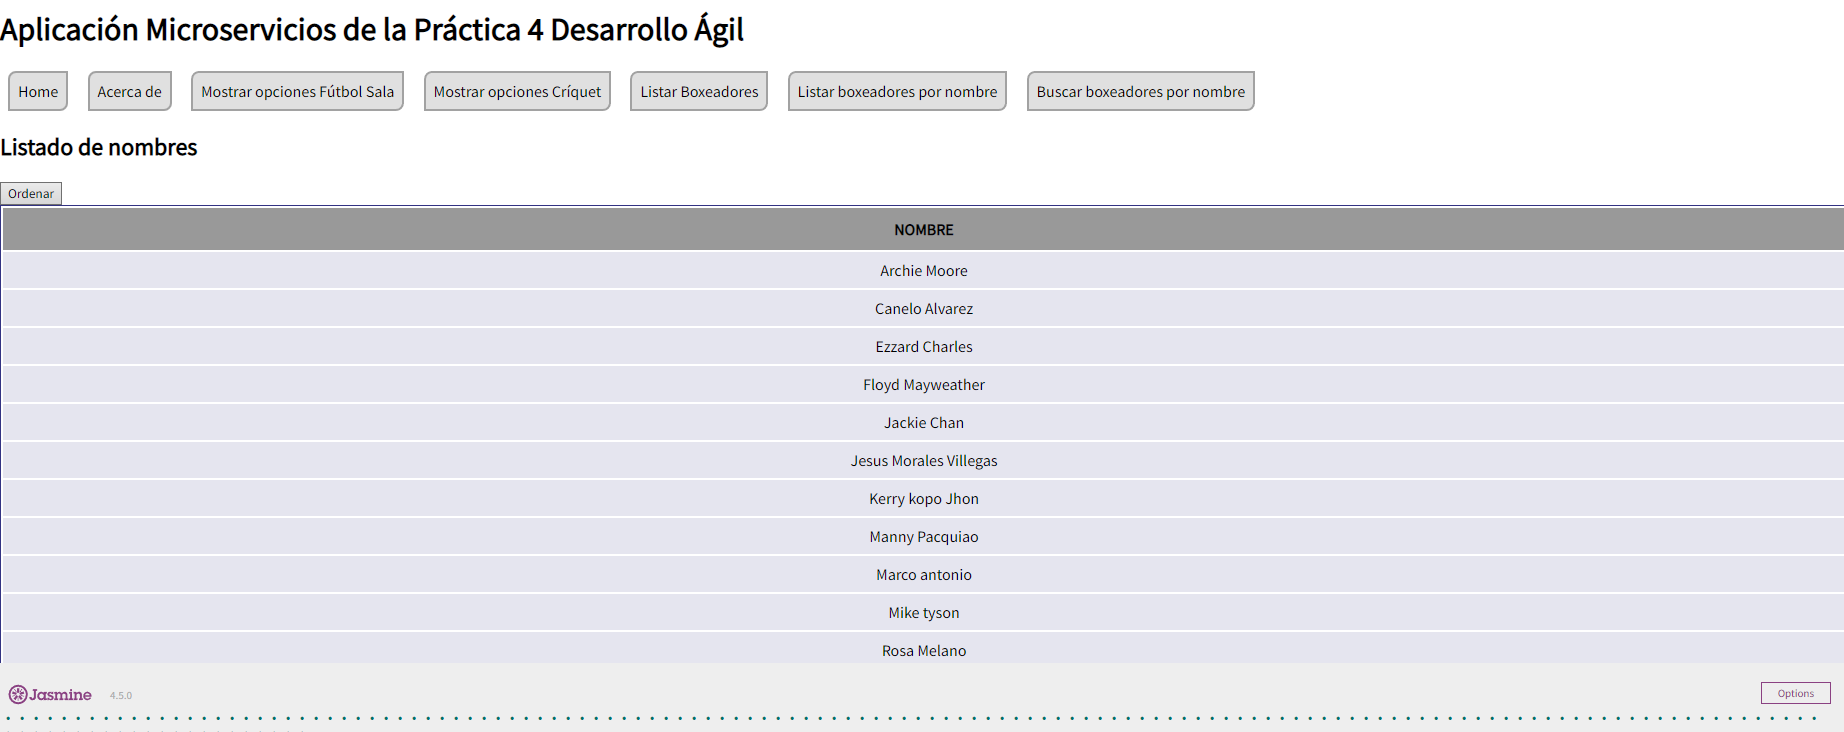 Aplicación Microservicios de la Práctica 4 Desarrollo Ágil
Home Acerca de Mostrar opciones Fútbol Sala Mostrar opciones Críquet Listar Boxeadores Listar boxeadores por nombre Buscar boxeadores por nombre
Listado de nombres
Ordenar
NOMBRE
Archie Moore
Canelo Alvarez
Ezzard Charles
Floyd Mayweather
Jackie Chan
Jesus Morales Villegas
Kerry kopo Jhon
Manny Pacquiao
Marco antonio
Mike tyson
Rosa Melano
Jasmine 4.5.0 Options